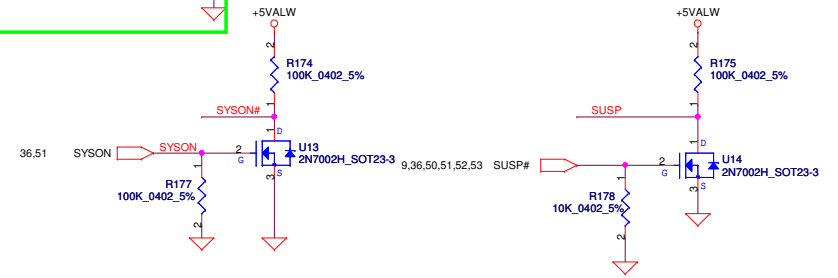 +5VALW
+5VALW
2
R174
100K_0402_5%
1
2
R175
100K_0402_5%
1
SYSON#
SUSP
36,51
SYSON
SYSON
1
D
2
G
U13
2N7002H_SOT23-3
S
3
1
R177
100K_0402_5%
2
9,36,50,51,52,53
SUSP#
1
D
2
G
U14
2N7002H_SOT23-3
S
3
1
R178
10K_0402_5%
2